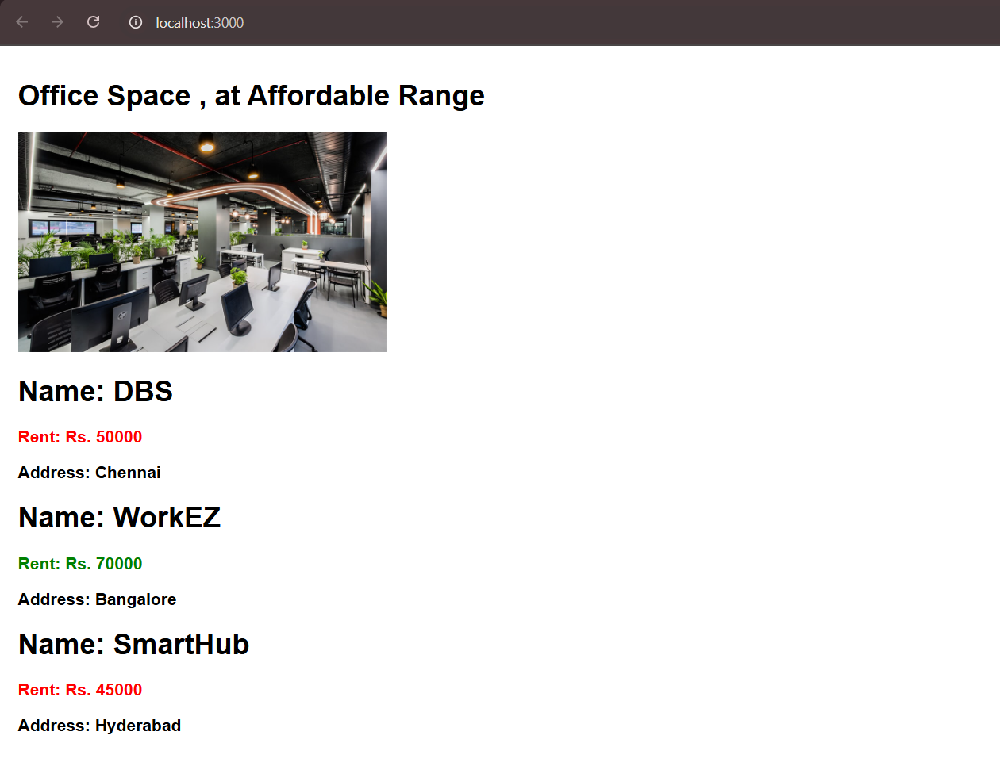 localhost:3000
Office Space , at Affordable Range
Name: DBS
Rent: Rs. 50000
Address: Chennai
Name: WorkEZ
Rent: Rs. 70000
Address: Bangalore
Name: SmartHub
Rent: Rs. 45000
Address: Hyderabad